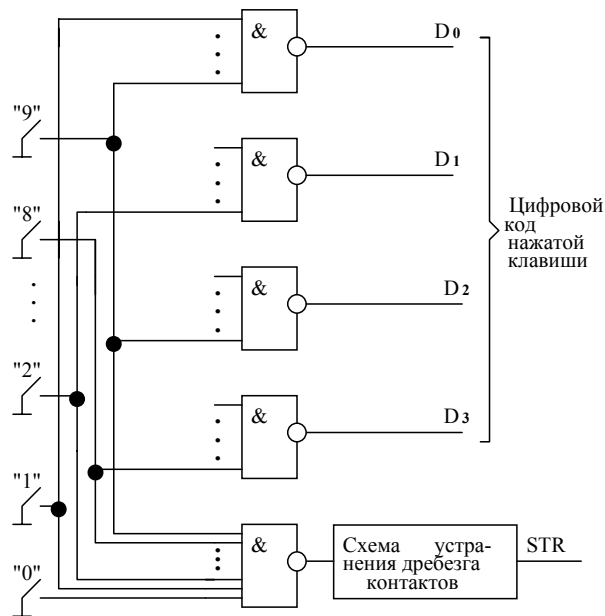 &
D0
"9"
&
D1
"8"
Цифровой
код
нажатой
клавиши
&
D2
"2"
&
D3
"1"
&
Схема устра-
нения дребезга
контактов
STR
"0"